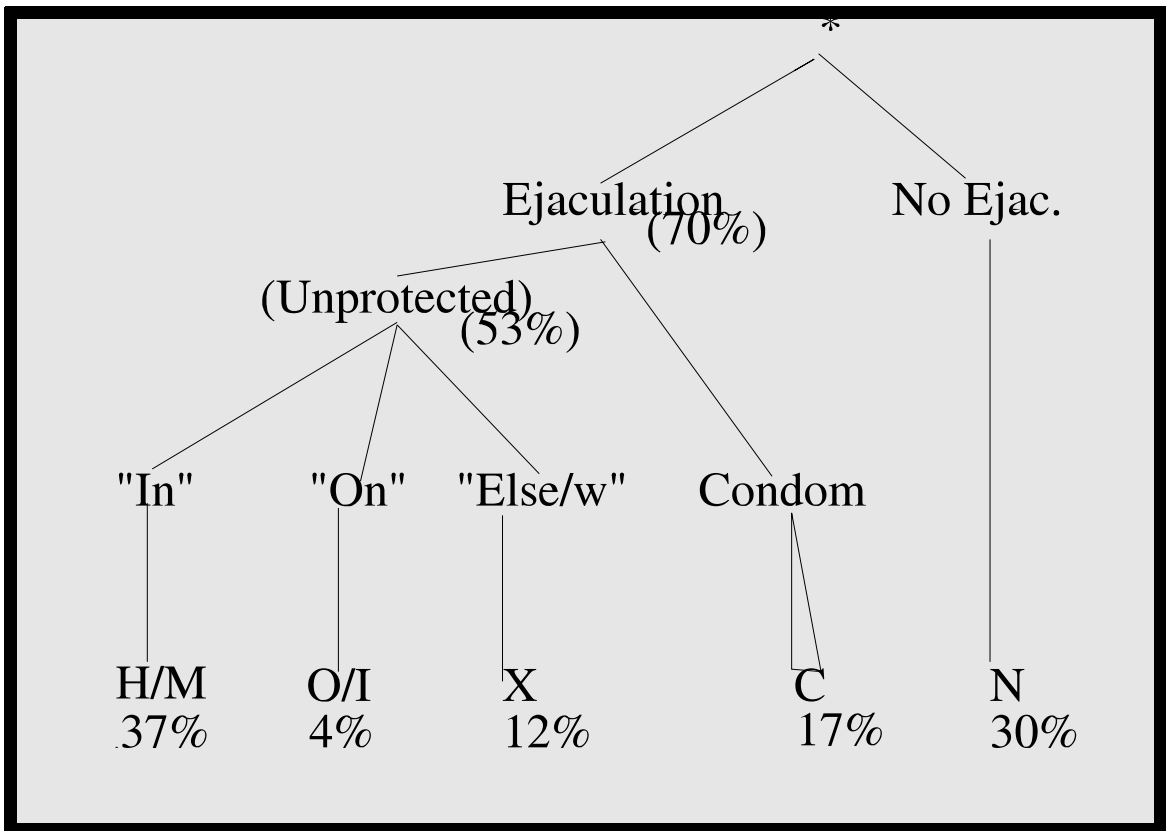 *
Ejaculation No Ejac.
(70%)
(Unprotected)
(53%)
"In" "On" "Else/w" Condom
H/M O/I X C N
.37% 4% 12% 17% 30%